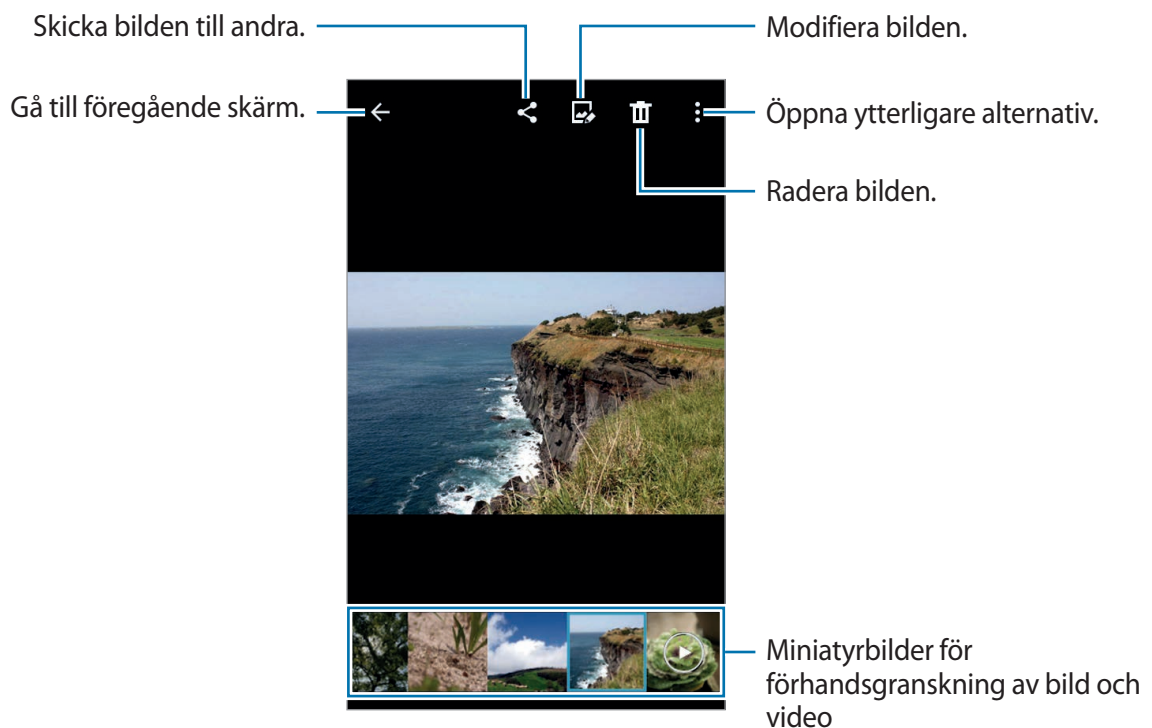 Skicka bilden till andra.
Modifiera bilden.
Gå till föregående skärm.
Öppna ytterligare alternativ.
Radera bilden.
Miniatyrbilder för
förhandsgranskning av bild och
video